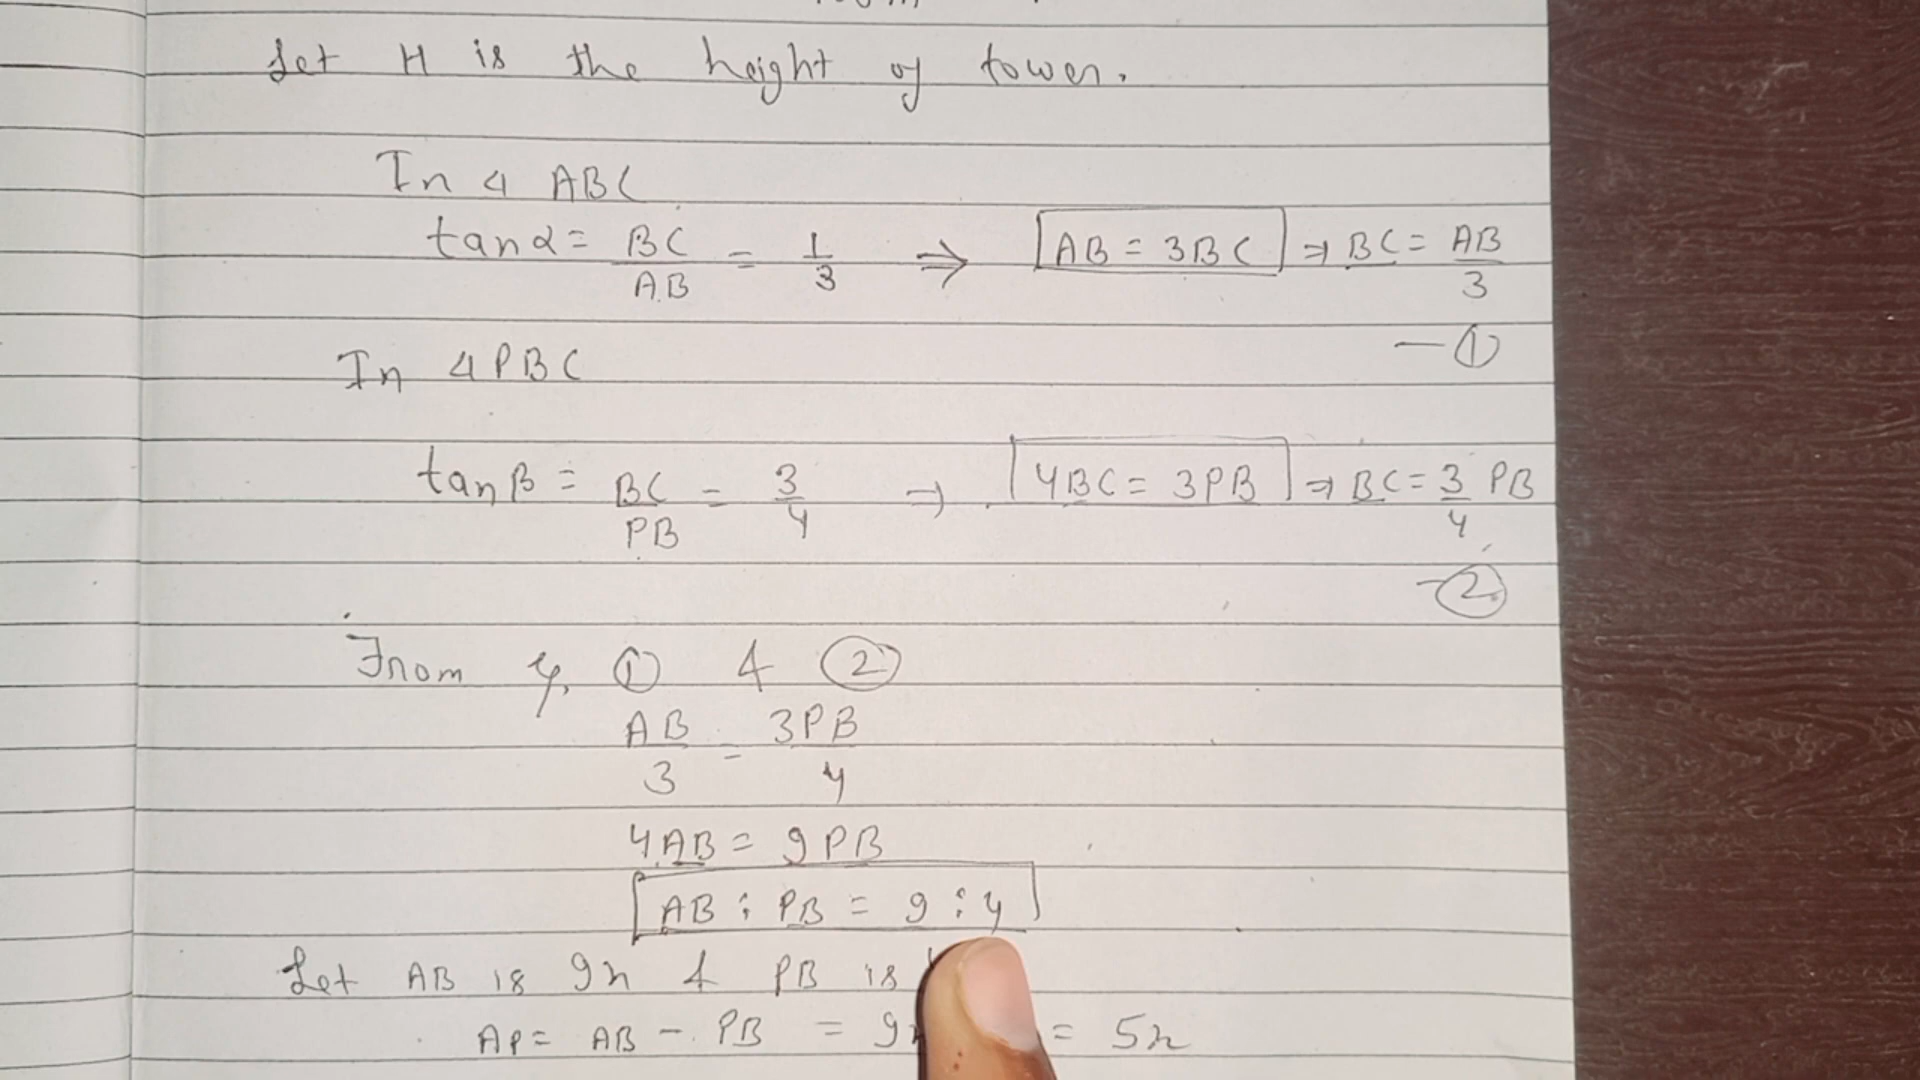 Let H is the height of tower.
In △ ABC
tanα = BC/AB = 1/3 ⇒ AB = 3BC ⇒ BC = AB/3
— ①
In △ PBC
tanβ = BC/PB = 3/4 ⇒ 4BC = 3PB ⇒ BC = 3/4 PB
— ②
From eq. ① & ②
AB/3 = 3PB/4
4AB = 9PB
AB : PB = 9 : 4
Let AB is 9x & PB is
AP = AB - PB = 9x = 5x